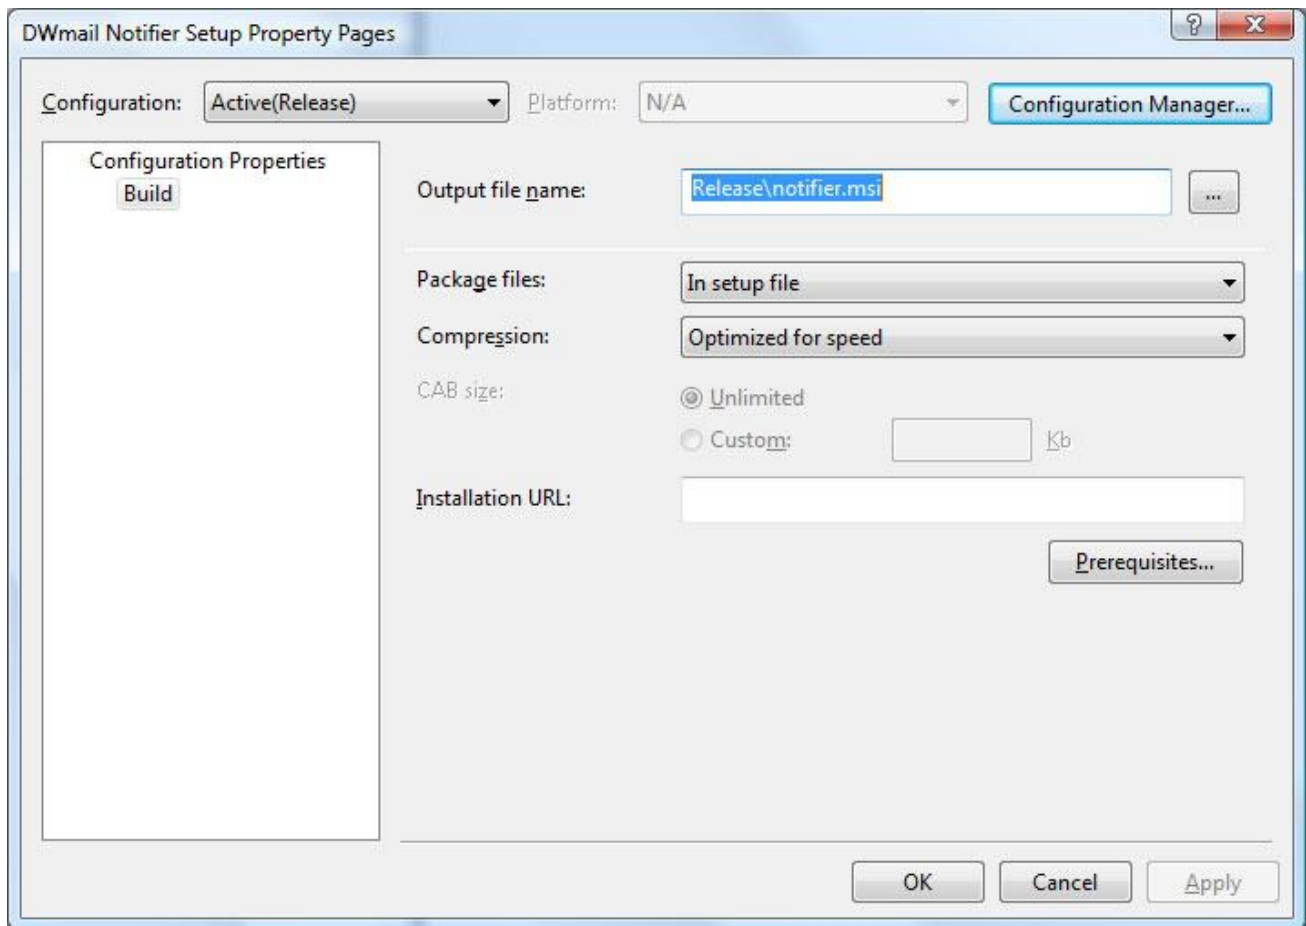 DWmail Notifier Setup Property Pages
Configuration: Active(Release) Platform: N/A Configuration Manager...
Configuration Properties
Build
Output file name: Release\notifier.msi ...
Package files: In setup file
Compression: Optimized for speed
CAB size: Unlimited
Custom: Kb
Installation URL:
Prerequisites...
OK Cancel Apply